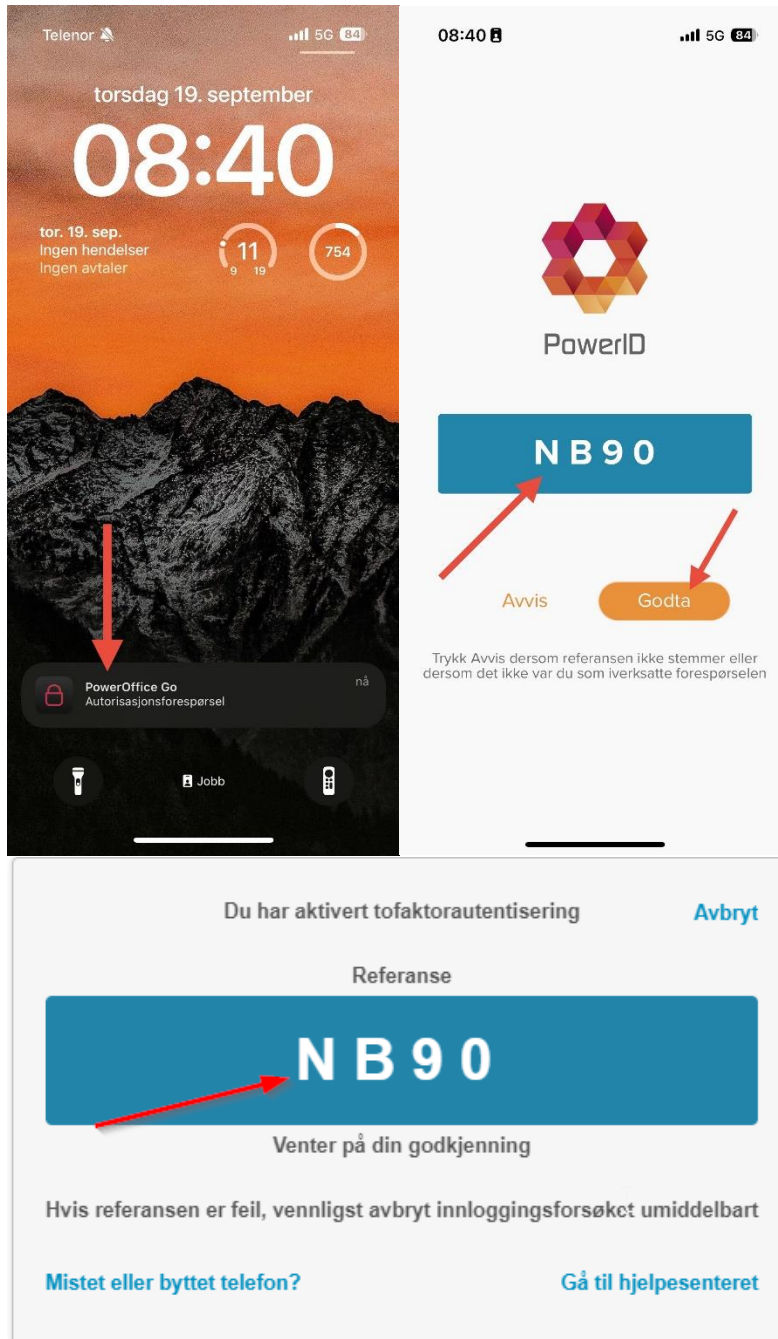 Telenor 5G 84
torsdag 19. september
08:40
tor. 19. sep.
Ingen hendelser
Ingen avtaler
11
9 19
754
PowerOffice Go
Autorisasjonsforespørsel
nå
Jobb
08:40 5G 84
PowerID
NB90
Avvis Godta
Trykk Avvis dersom referansen ikke stemmer eller
dersom det ikke var du som iverksatte forespørselen
Du har aktivert tofaktorautentisering Avbryt
Referanse
NB90
Venter på din godkjenning
Hvis referansen er feil, vennligst avbryt innloggingsforsøket umiddelbart
Mistet eller byttet telefon? Gå til hjelpesenteret